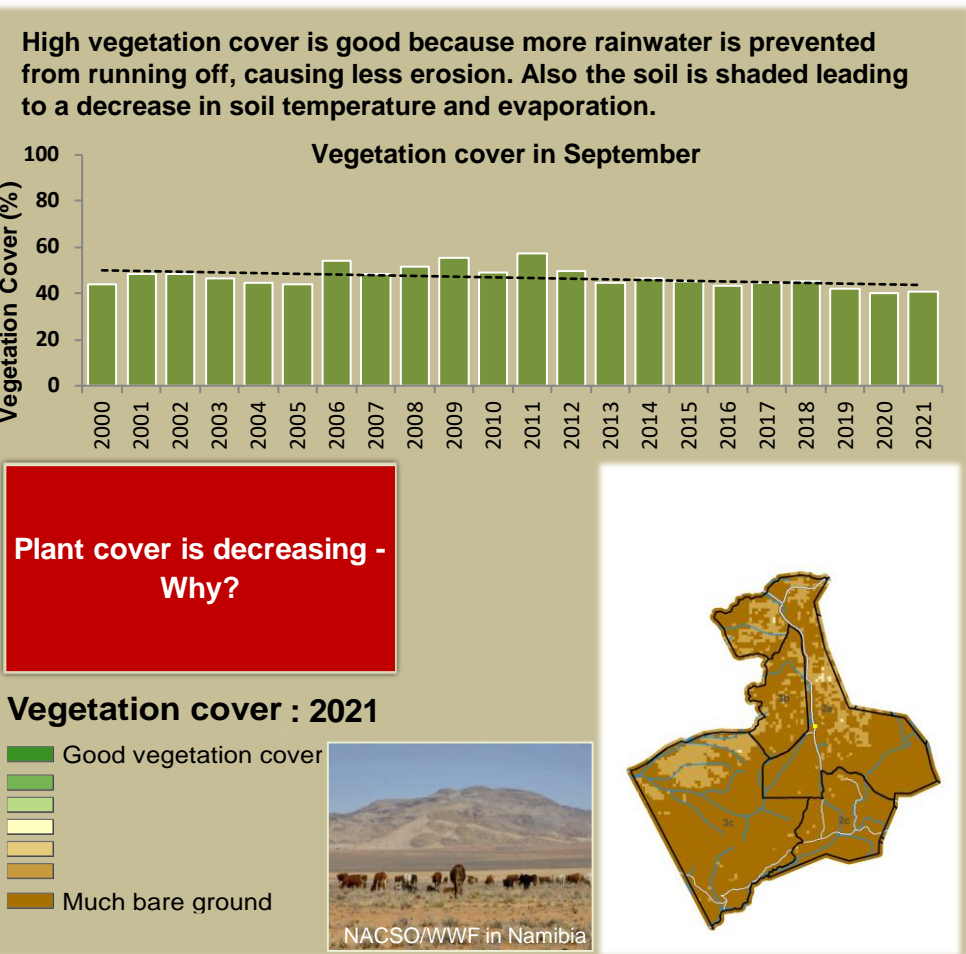 High vegetation cover is good because more rainwater is prevented
from running off, causing less erosion. Also the soil is shaded leading
to a decrease in soil temperature and evaporation.
Vegetation cover in September
Vegetation Cover (%)
100
80
60
40
20
0
2000 2001 2002 2003 2004 2005 2006 2007 2008 2009 2010 2011 2012 2013 2014 2015 2016 2017 2018 2019 2020 2021
Plant cover is decreasing -
Why?
Vegetation cover : 2021
Good vegetation cover
Much bare ground
NACSO/WWF in Namibia
3c
2c